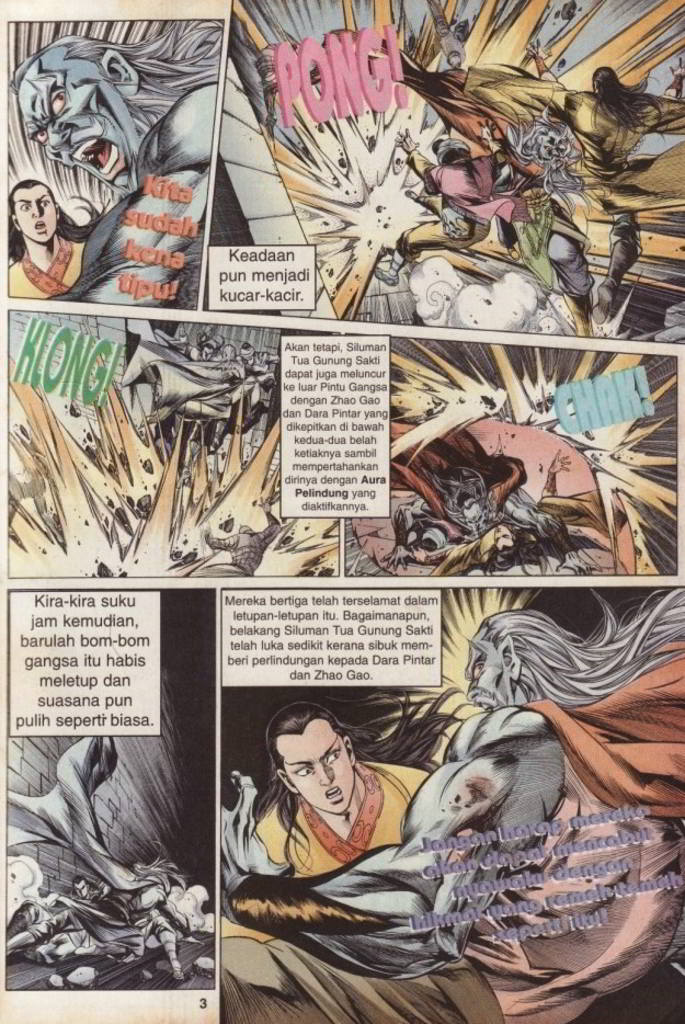 Kita
sudah
kena
tipu!
PONG!
Keadaan
pun menjadi
kucar-kacir.
KLONG!
Akan tetapi, Siluman
Tua Gunung Sakti
dapat juga meluncur
ke luar Pintu Gangsa
dengan Zhao Gao
dan Dara Pintar yang
dikepitkan di bawah
kedua-dua belah
ketiaknya sambil
mempertahankan
dirinya dengan Aura
Pelindung yang
diaktifkannya.
CHAK!
Kira-kira suku
jam kemudian,
barulah bom-bom
gangsa itu habis
meletup dan
suasana pun
pulih seperti biasa.
Mereka bertiga telah terselamat dalam
letupan-letupan itu. Bagaimanapun,
belakang Siluman Tua Gunung Sakti
telah luka sedikit kerana sibuk mem-
beri perlindungan kepada Dara Pintar
dan Zhao Gao.
Jangan harap mereka
akan dapat mencabut
nyawaku dengan
hikmat yang remeh-temeh
seperti itu!
3